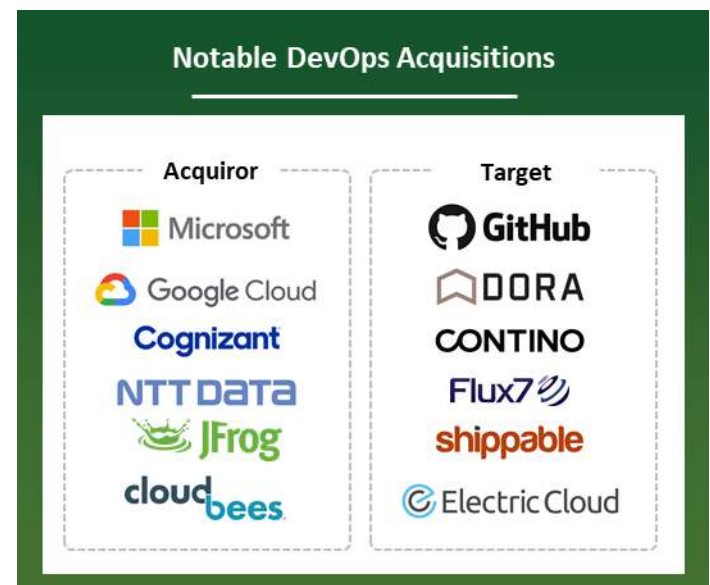 Notable DevOps Acquisitions
Acquiror Target
Microsoft GitHub
Google Cloud DORA
Cognizant CONTINO
NTT DATA Flux7
JFrog shippable
cloudbees Electric Cloud